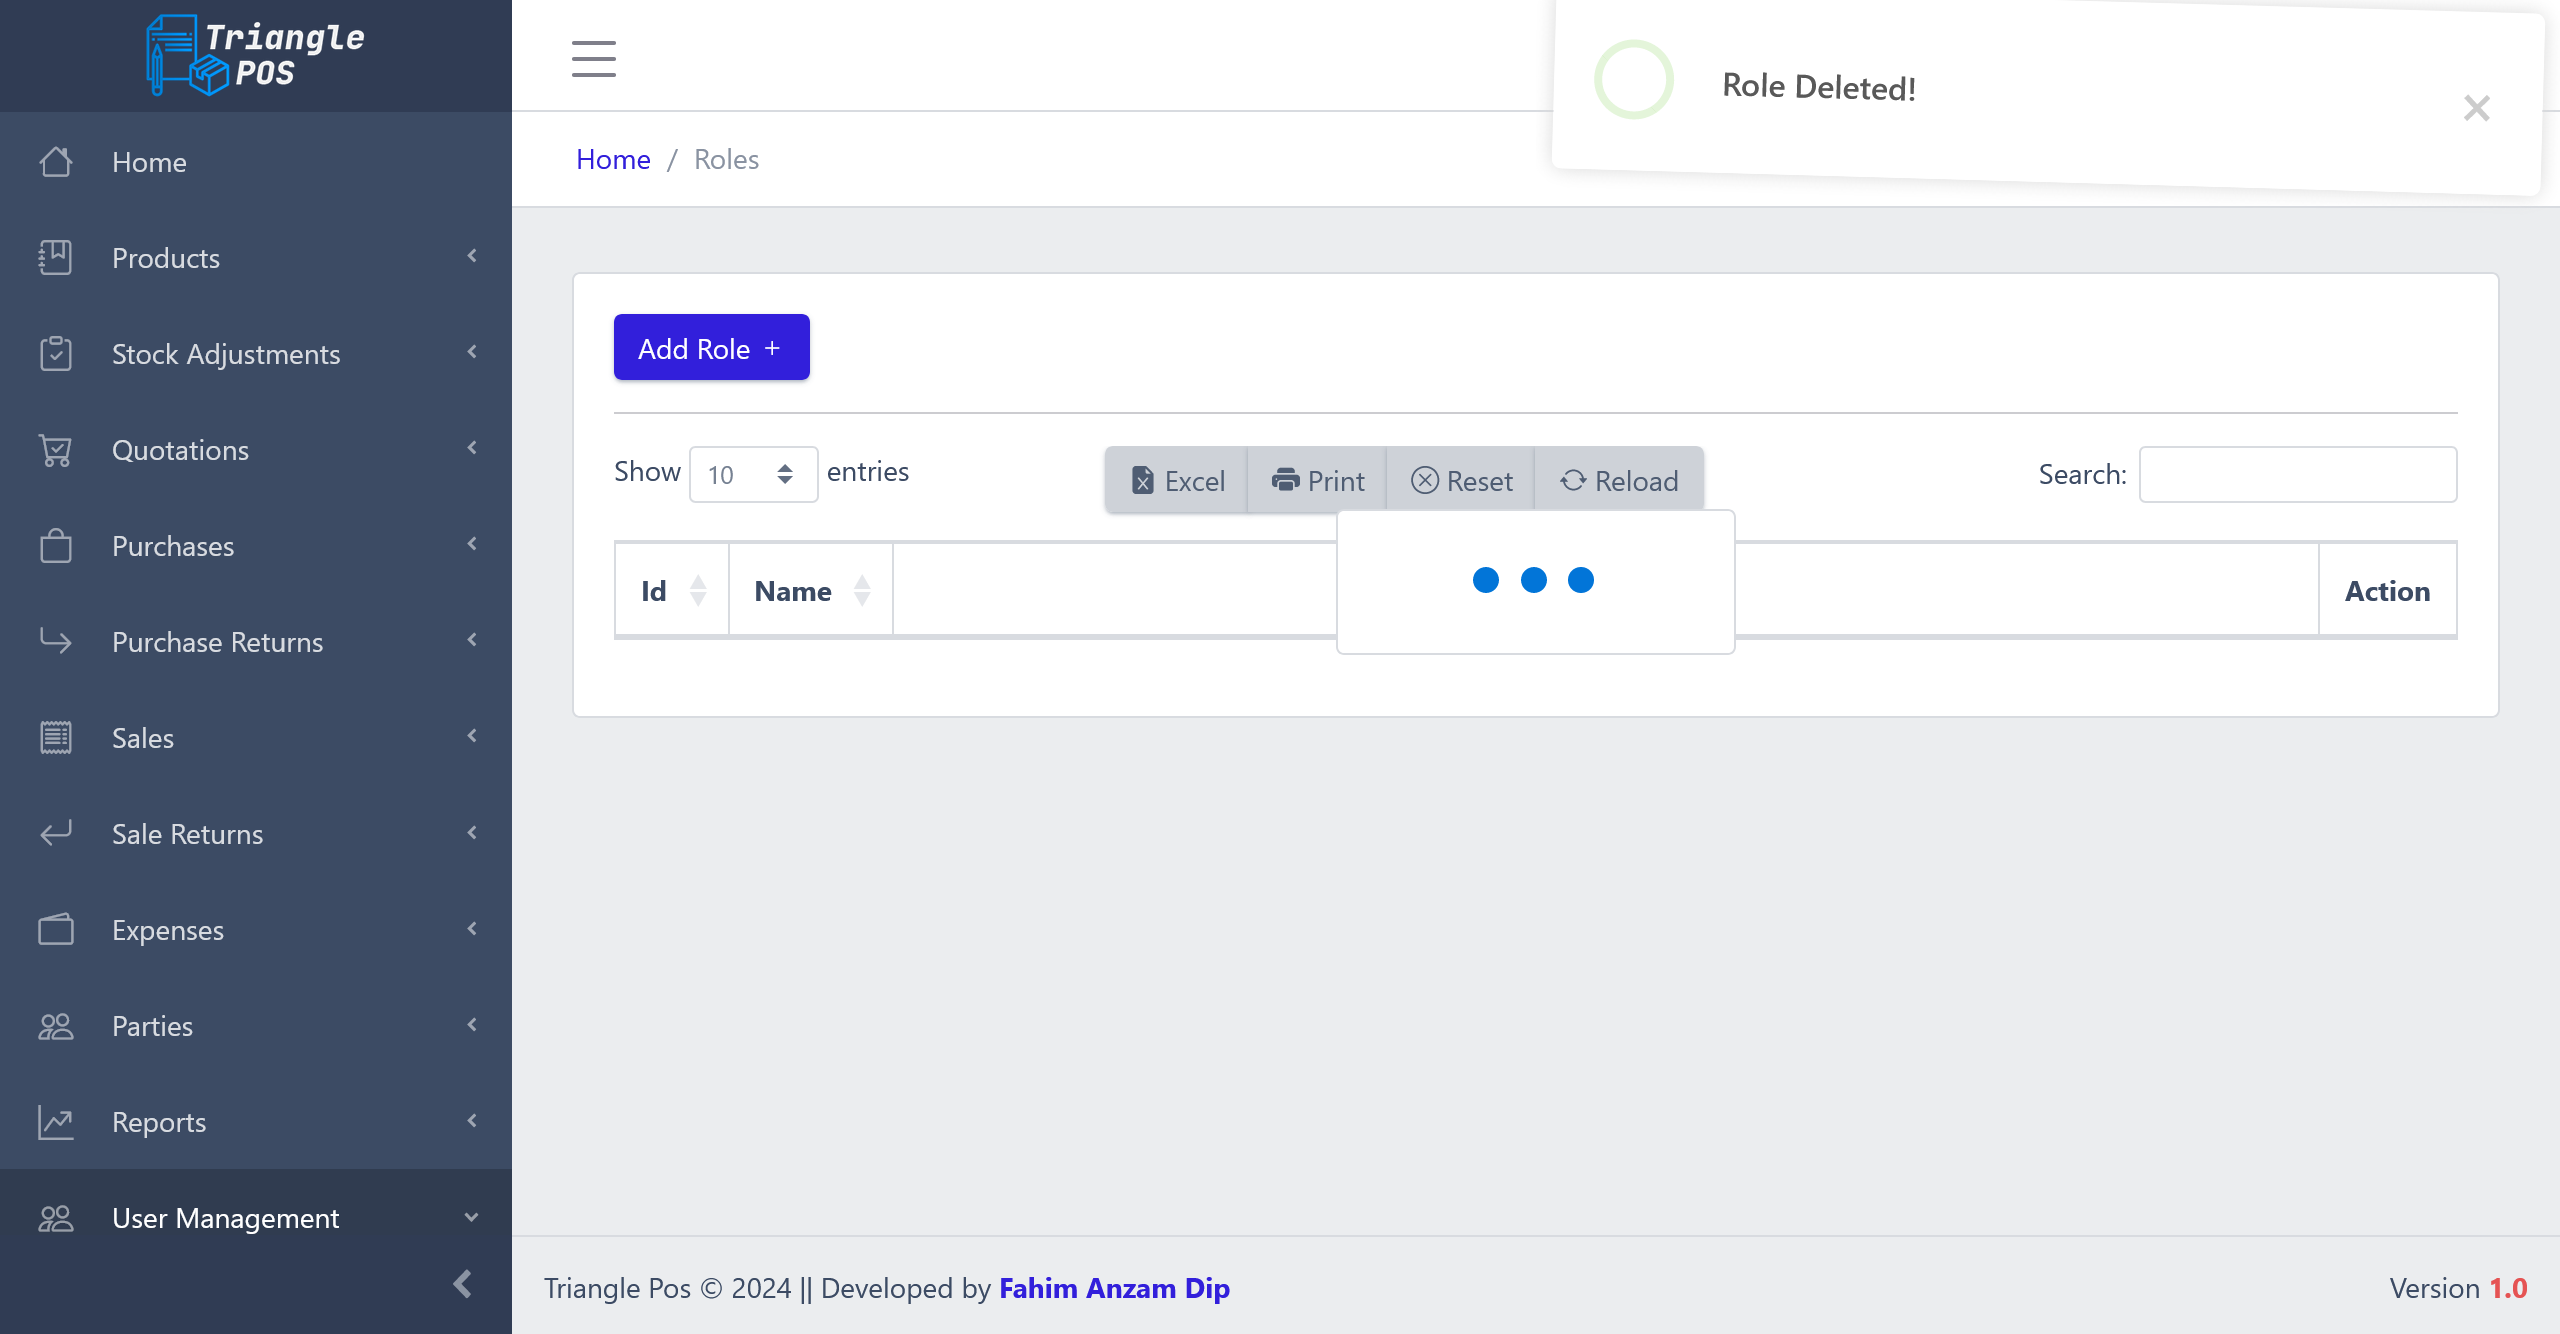 Triangle
POS
Home
Products
Stock Adjustments
Quotations
Purchases
Purchase Returns
Sales
Sale Returns
Expenses
Parties
Reports
User Management
Role Deleted!
Home / Roles
Add Role +
Show 10 entries
Excel Print Reset Reload
Search:
Id Name Action
Triangle Pos © 2024 || Developed by Fahim Anzam Dip
Version 1.0